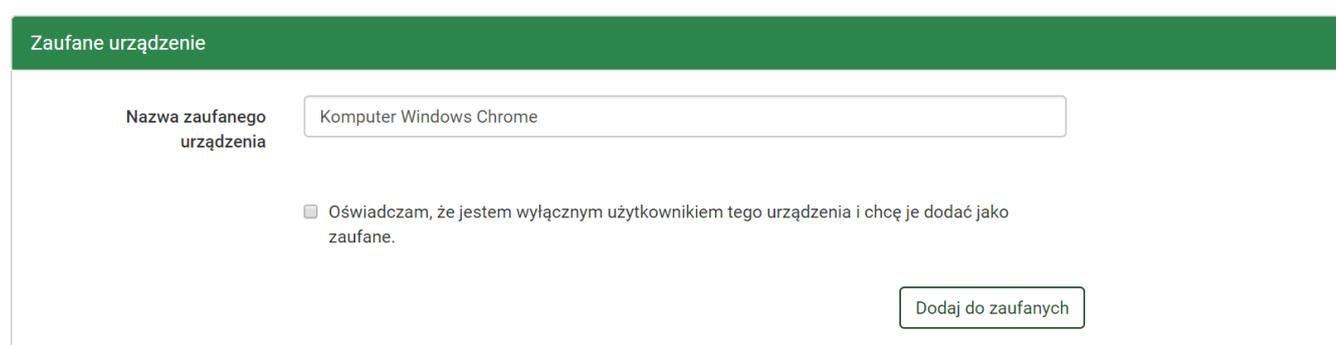 Zaufane urządzenie
Nazwa zaufanego
urządzenia
Komputer Windows Chrome
Oświadczam, że jestem wyłącznym użytkownikiem tego urządzenia i chcę je dodać jako
zaufane.
Dodaj do zaufanych